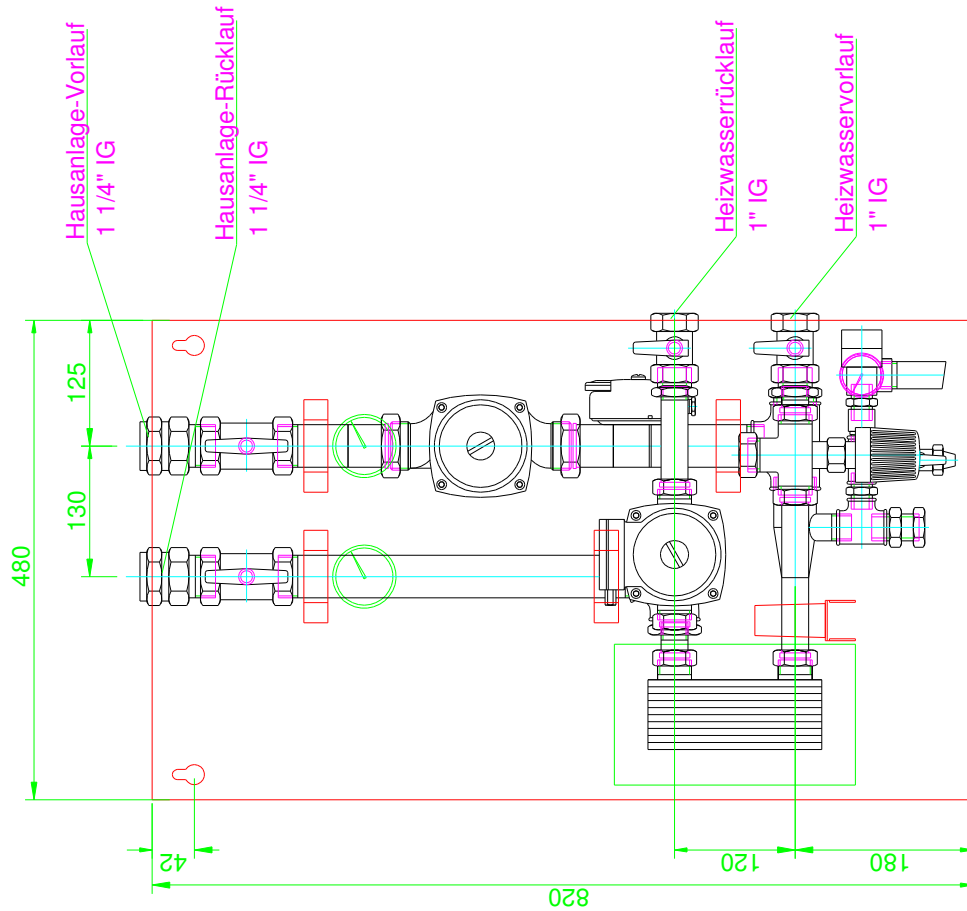 Hausanlage-Vorlauf
1 1/4" IG
Hausanlage-Rücklauf
1 1/4" IG
Heizwasserrücklauf
1" IG
Heizwasservorlauf
1" IG
125
130
480
42
120
180
820